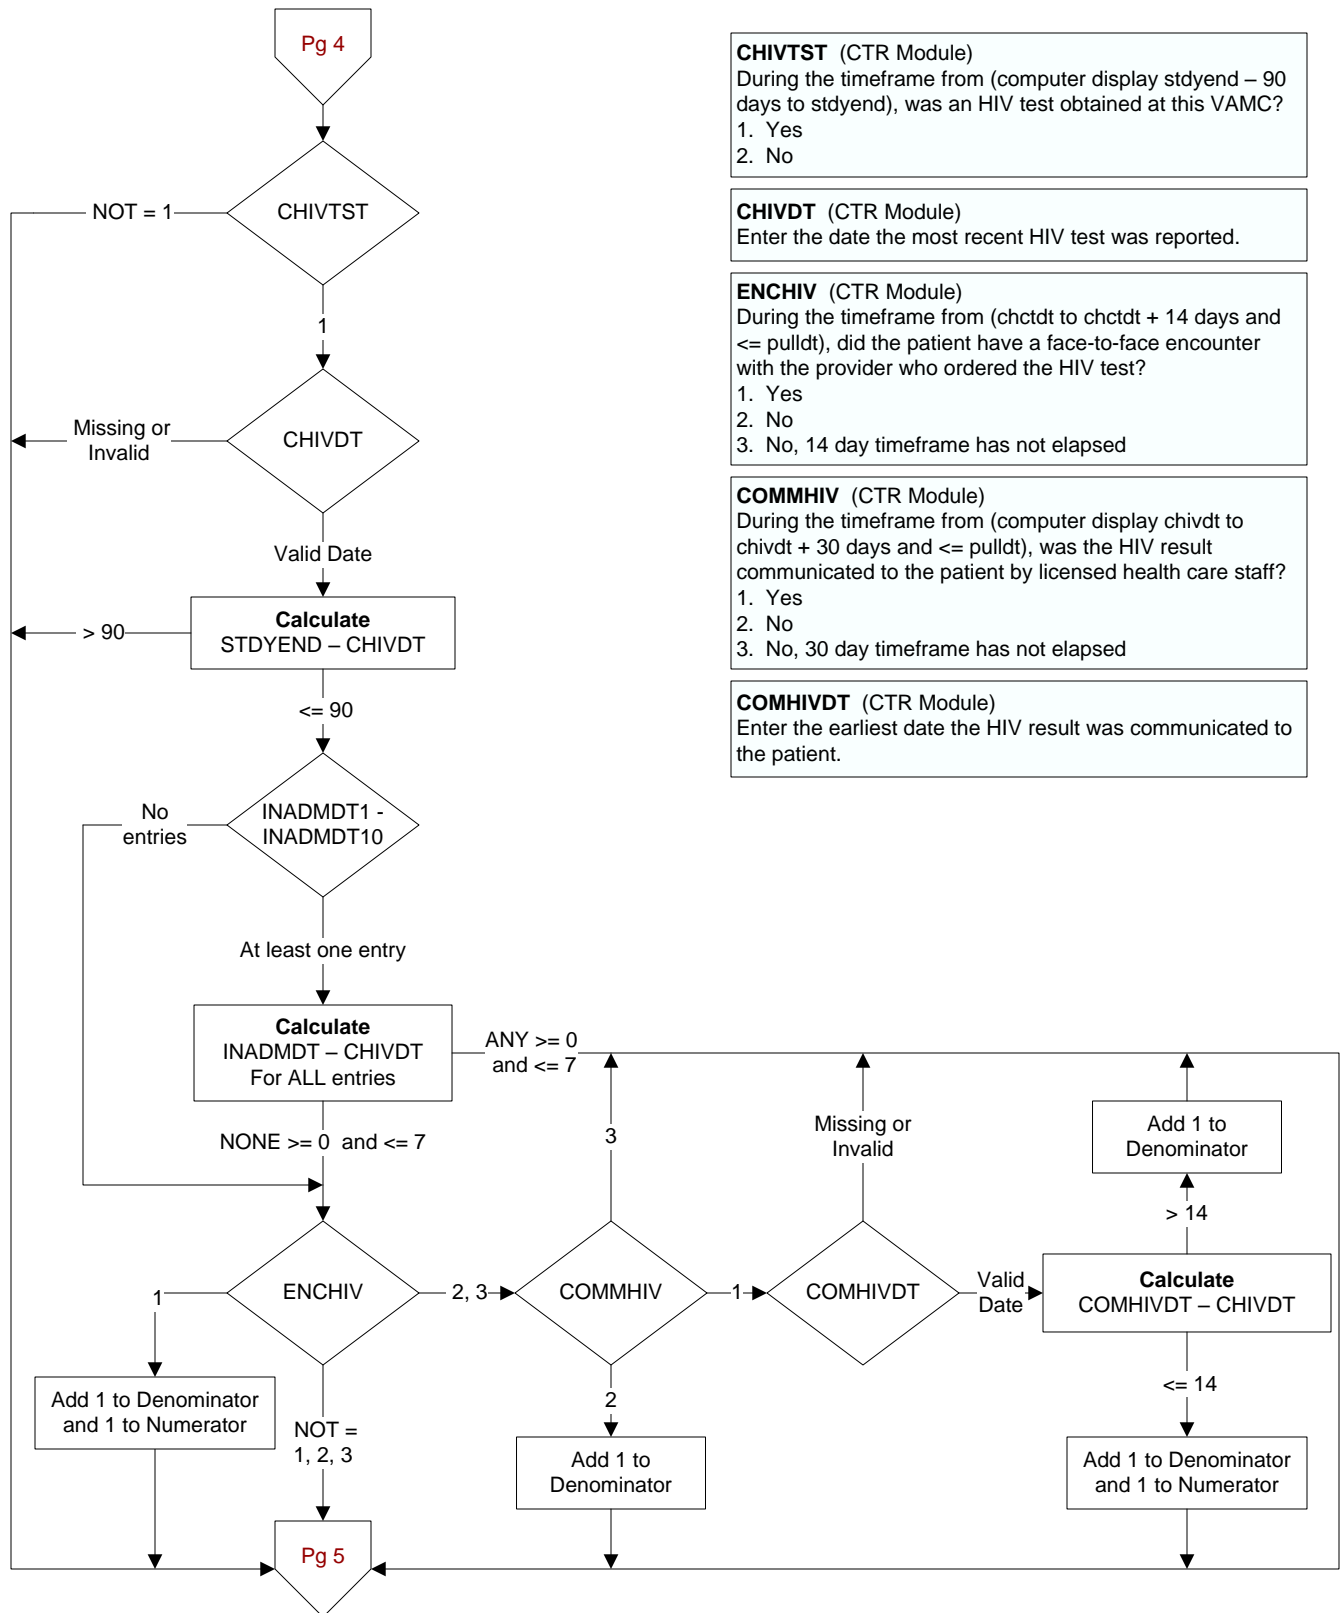 Pg 4
CHIVTST (CTR Module)
During the timeframe from (computer display stdyend – 90
days to stdyend), was an HIV test obtained at this VAMC?
1. Yes
2. No
CHIVDT (CTR Module)
Enter the date the most recent HIV test was reported.
ENCHIV (CTR Module)
During the timeframe from (chctdt to chctdt + 14 days and
<= pulldt), did the patient have a face-to-face encounter
with the provider who ordered the HIV test?
1. Yes
2. No
3. No, 14 day timeframe has not elapsed
COMMHIV (CTR Module)
During the timeframe from (computer display chivdt to
chivdt + 30 days and <= pulldt), was the HIV result
communicated to the patient by licensed health care staff?
1. Yes
2. No
3. No, 30 day timeframe has not elapsed
COMHIVDT (CTR Module)
Enter the earliest date the HIV result was communicated to
the patient.
NOT = 1
CHIVTST
1
Missing or
Invalid
CHIVDT
Valid Date
> 90
Calculate
STDYEND – CHIVDT
<= 90
No
entries
INADMDT1 -
INADMDT10
At least one entry
Calculate
INADMDT – CHIVDT
For ALL entries
ANY >= 0
and <= 7
NONE >= 0 and <= 7
3
Missing or
Invalid
Add 1 to
Denominator
> 14
1
ENCHIV
2, 3
COMMHIV
1
COMHIVDT
Valid
Date
Calculate
COMHIVDT – CHIVDT
<= 14
Add 1 to Denominator
and 1 to Numerator
NOT =
1, 2, 3
2
Add 1 to
Denominator
Add 1 to Denominator
and 1 to Numerator
Pg 5